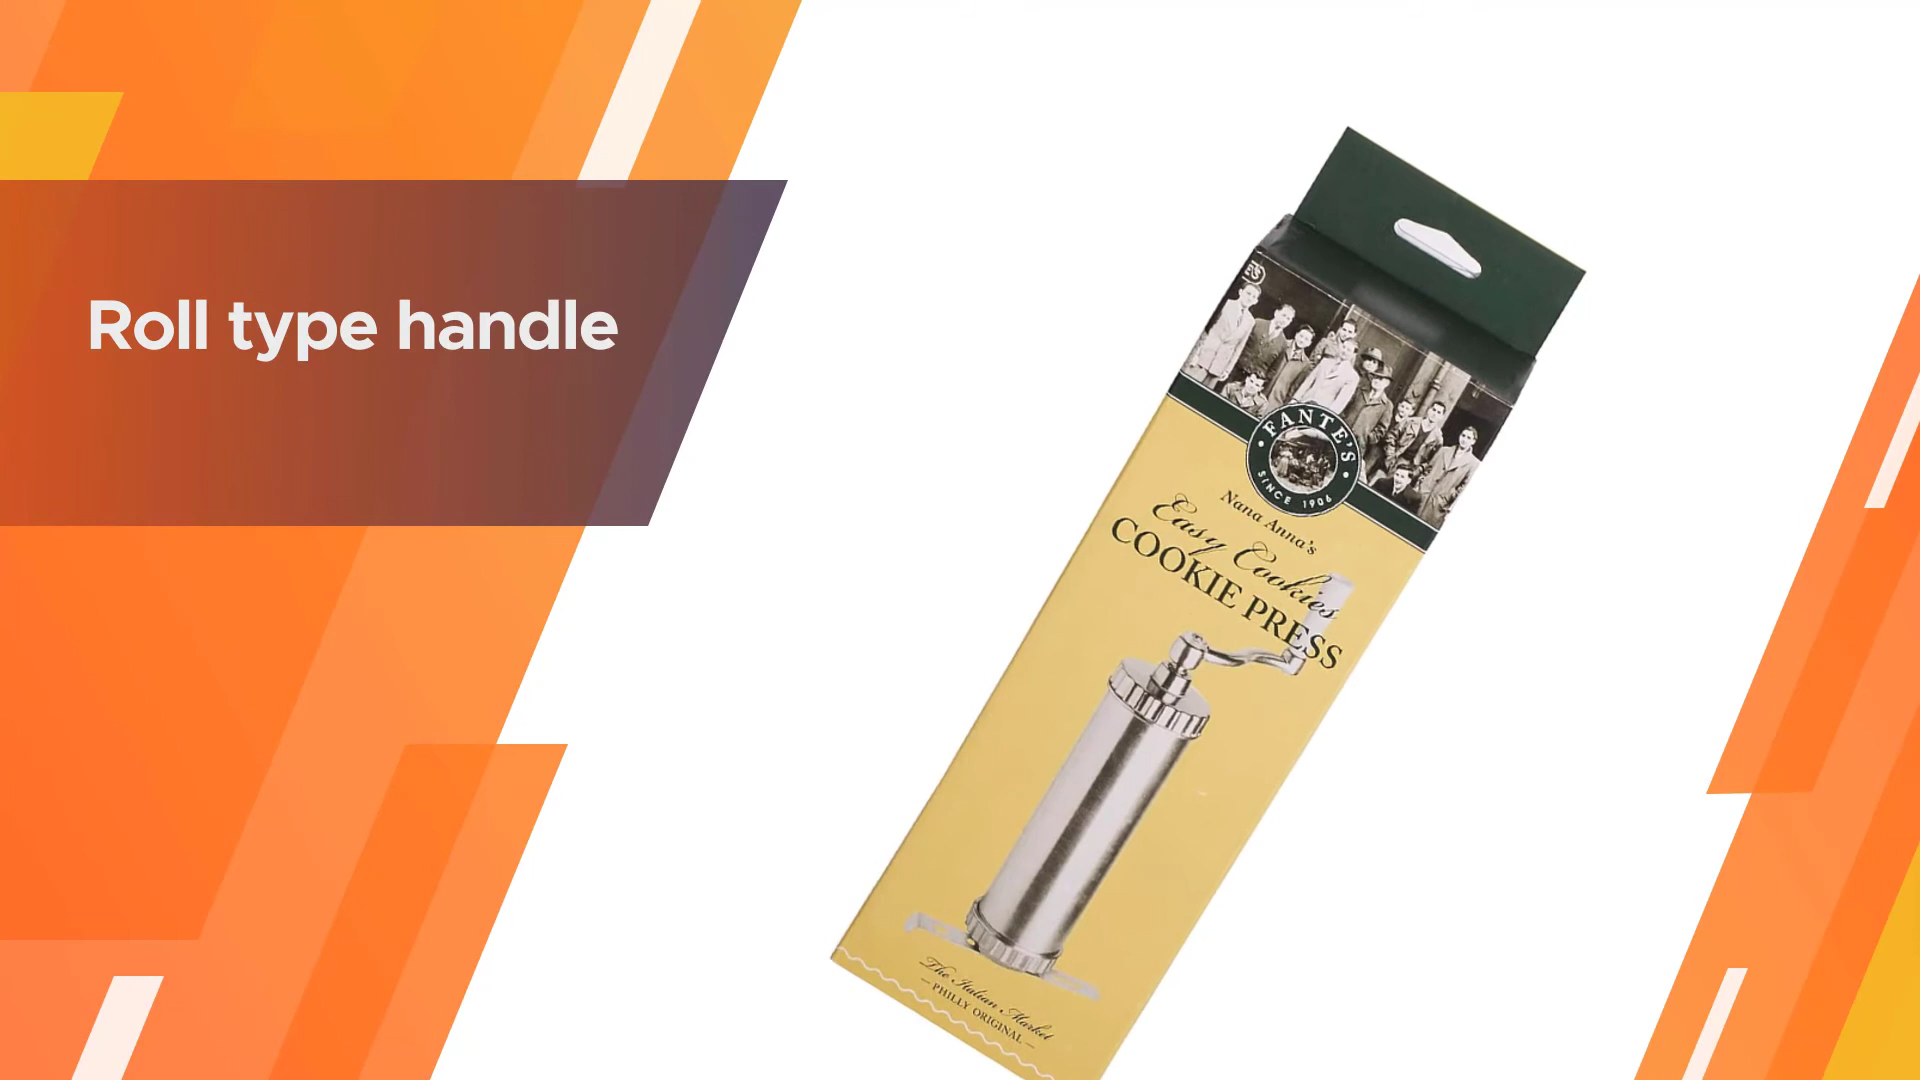 Roll type handle
FANTE'S
SINCE 1906
Nana Anna's
Easy Cookies
COOKIE PRESS
The Italian Market
— PHILLY ORIGINAL —